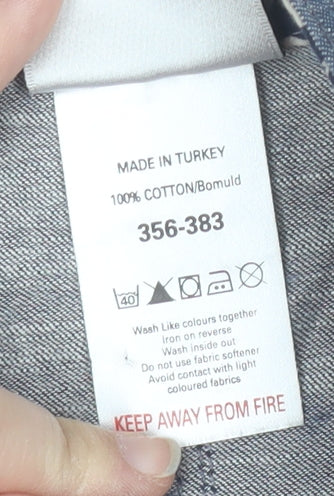 MADE IN TURKEY
100% COTTON/Bomuld
356-383
40
Wash Like colours together
Iron on reverse
Wash inside out
Do not use fabric softener
Avoid contact with light
coloured fabrics
KEEP AWAY FROM FIRE